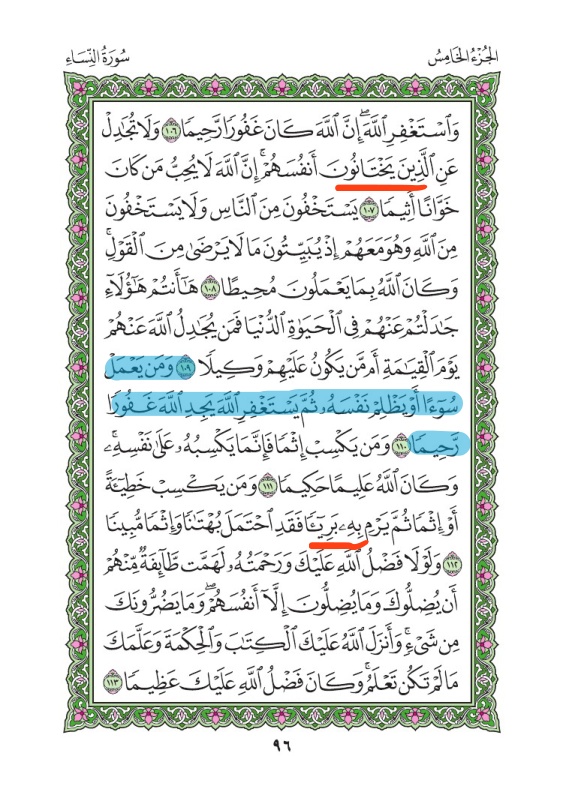 الجُزْءُ الخَامِسُ
سُورَةُ النِّسَاءِ
وَٱسْتَغْفِرِ ٱللَّهَۖ إِنَّ ٱللَّهَ كَانَ غَفُورًا رَّحِيمًا ١٠٦ وَلَا تُجَٰدِلْ
عَنِ ٱلَّذِينَ يَخْتَانُونَ أَنفُسَهُمْۚ إِنَّ ٱللَّهَ لَا يُحِبُّ مَن كَانَ
خَوَّانًا أَثِيمًا ١٠٧ يَسْتَخْفُونَ مِنَ ٱلنَّاسِ وَلَا يَسْتَخْفُونَ
مِنَ ٱللَّهِ وَهُوَ مَعَهُمْ إِذْ يُبَيِّتُونَ مَا لَا يَرْضَىٰ مِنَ ٱلْقَوْلِۚ
وَكَانَ ٱللَّهُ بِمَا يَعْمَلُونَ مُحِيطًا ١٠٨ هَٰٓأَنتُمْ هَٰٓؤُلَآءِ
جَٰدَلْتُمْ عَنْهُمْ فِي ٱلْحَيَوٰةِ ٱلدُّنْيَا فَمَن يُجَٰدِلُ ٱللَّهَ عَنْهُمْ
يَوْمَ ٱلْقِيَٰمَةِ أَم مَّن يَكُونُ عَلَيْهِمْ وَكِيلًا ١٠٩ وَمَن يَعْمَلْ
سُوٓءًا أَوْ يَظْلِمْ نَفْسَهُۥ ثُمَّ يَسْتَغْفِرِ ٱللَّهَ يَجِدِ ٱللَّهَ غَفُورًا
رَّحِيمًا ١١٠ وَمَن يَكْسِبْ إِثْمًا فَإِنَّمَا يَكْسِبُهُۥ عَلَىٰ نَفْسِهِۦۚ
وَكَانَ ٱللَّهُ عَلِيمًا حَكِيمًا ١١١ وَمَن يَكْسِبْ خَطِيٓـَٔةً
أَوْ إِثْمًا ثُمَّ يَرْمِ بِهِۦ بَرِيٓـًٔا فَقَدِ ٱحْتَمَلَ بُهْتَٰنًا وَإِثْمًا مُّبِينًا
١١٢ وَلَوْلَا فَضْلُ ٱللَّهِ عَلَيْكَ وَرَحْمَتُهُۥ لَهَمَّت طَّآئِفَةٌ مِّنْهُمْ
أَن يُضِلُّوكَ وَمَا يُضِلُّونَ إِلَّآ أَنفُسَهُمْۖ وَمَا يَضُرُّونَكَ
مِن شَيْءٍۚ وَأَنزَلَ ٱللَّهُ عَلَيْكَ ٱلْكِتَٰبَ وَٱلْحِكْمَةَ وَعَلَّمَكَ
مَا لَمْ تَكُن تَعْلَمُۚ وَكَانَ فَضْلُ ٱللَّهِ عَلَيْكَ عَظِيمًا ١١٣
٩٦